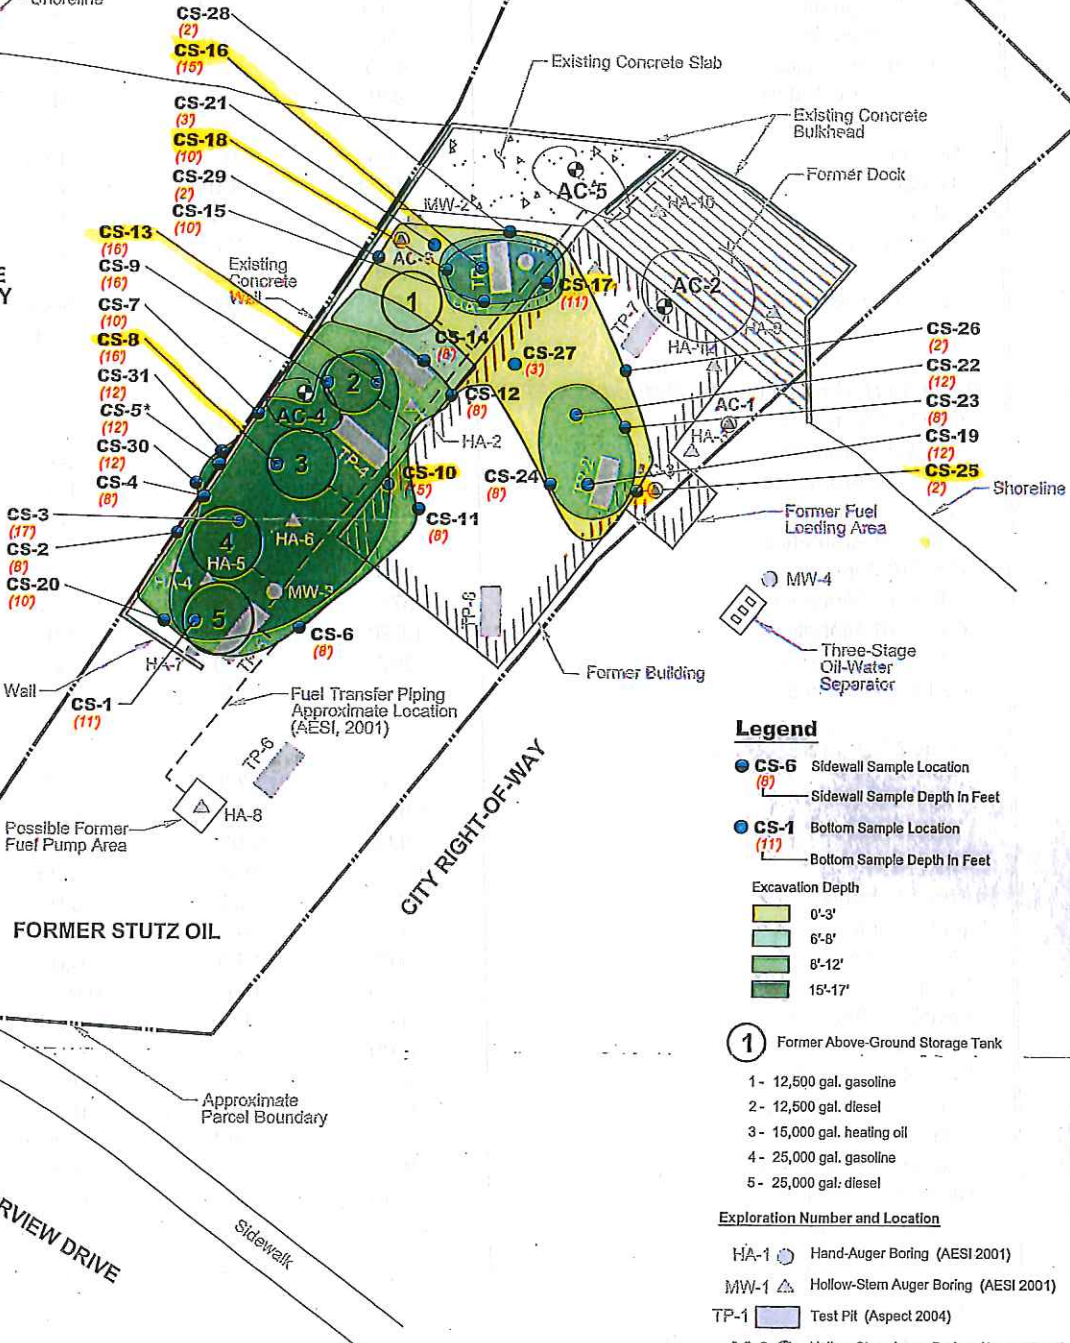 Shoreline
CS-28
(2')
CS-16
(15')
CS-21
(3')
CS-18
(10')
CS-29
(2')
CS-15
(10')
CS-13
(16')
CS-9
(16')
CS-7
(10')
CS-8
(16')
CS-31
(12')
CS-5*
(12')
CS-30
(12')
CS-4
(8')
CS-3
(17')
CS-2
(8')
CS-20
(10')
E
Y
Existing
Concrete
Wall
Existing Concrete Slab
Existing Concrete
Bulkhead
Former Dock
AC-5
MW-2
HA-10
TP-1
1
CS-17
(11')
AC-2
TP-7
HA-9
CS-14
(8')
CS-27
(3')
CS-12
(8')
2
AC-4
HA-2
TP-4
3
CS-10
(15')
CS-24
(8')
CS-11
(8')
TP-2
AC-1
CS-26
(2')
CS-22
(12')
CS-23
(8')
CS-19
(12')
CS-25
(2')
Shoreline
Former Fuel
Loading Area
4
HA-5
HA-6
HA-4
MW-3
5
HA-7
CS-6
(8')
MW-4
Three-Stage
Oil-Water
Separator
Former Building
Wall
CS-1
(11')
Fuel Transfer Piping
Approximate Location
(AESI, 2001)
TP-6
HA-8
Possible Former
Fuel Pump Area
CITY RIGHT-OF-WAY
FORMER STUTZ OIL
Approximate
Parcel Boundary
Sidewalk
RVIEW DRIVE
Legend
CS-6 Sidewall Sample Location
(8')
Sidewall Sample Depth In Feet
CS-1 Bottom Sample Location
(11')
Bottom Sample Depth In Feet
Excavation Depth
0'-3'
6'-8'
8'-12'
15'-17'
1 Former Above-Ground Storage Tank
1 - 12,500 gal. gasoline
2 - 12,500 gal. diesel
3 - 15,000 gal. heating oil
4 - 25,000 gal. gasoline
5 - 25,000 gal. diesel
Exploration Number and Location
HA-1 Hand-Auger Boring (AESI 2001)
MW-1 Hollow-Stem Auger Boring (AESI 2001)
TP-1 Test Pit (Aspect 2004)